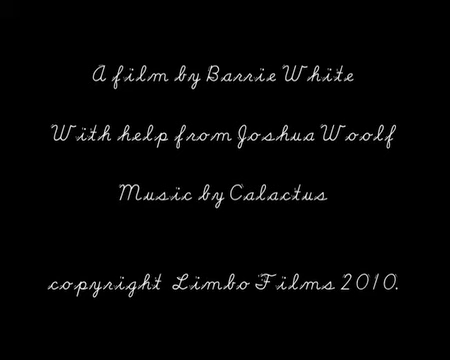 A film by Barrie White
With help from Joshua Woolf
Music by Calactus
copyright Limbo Films 2010.